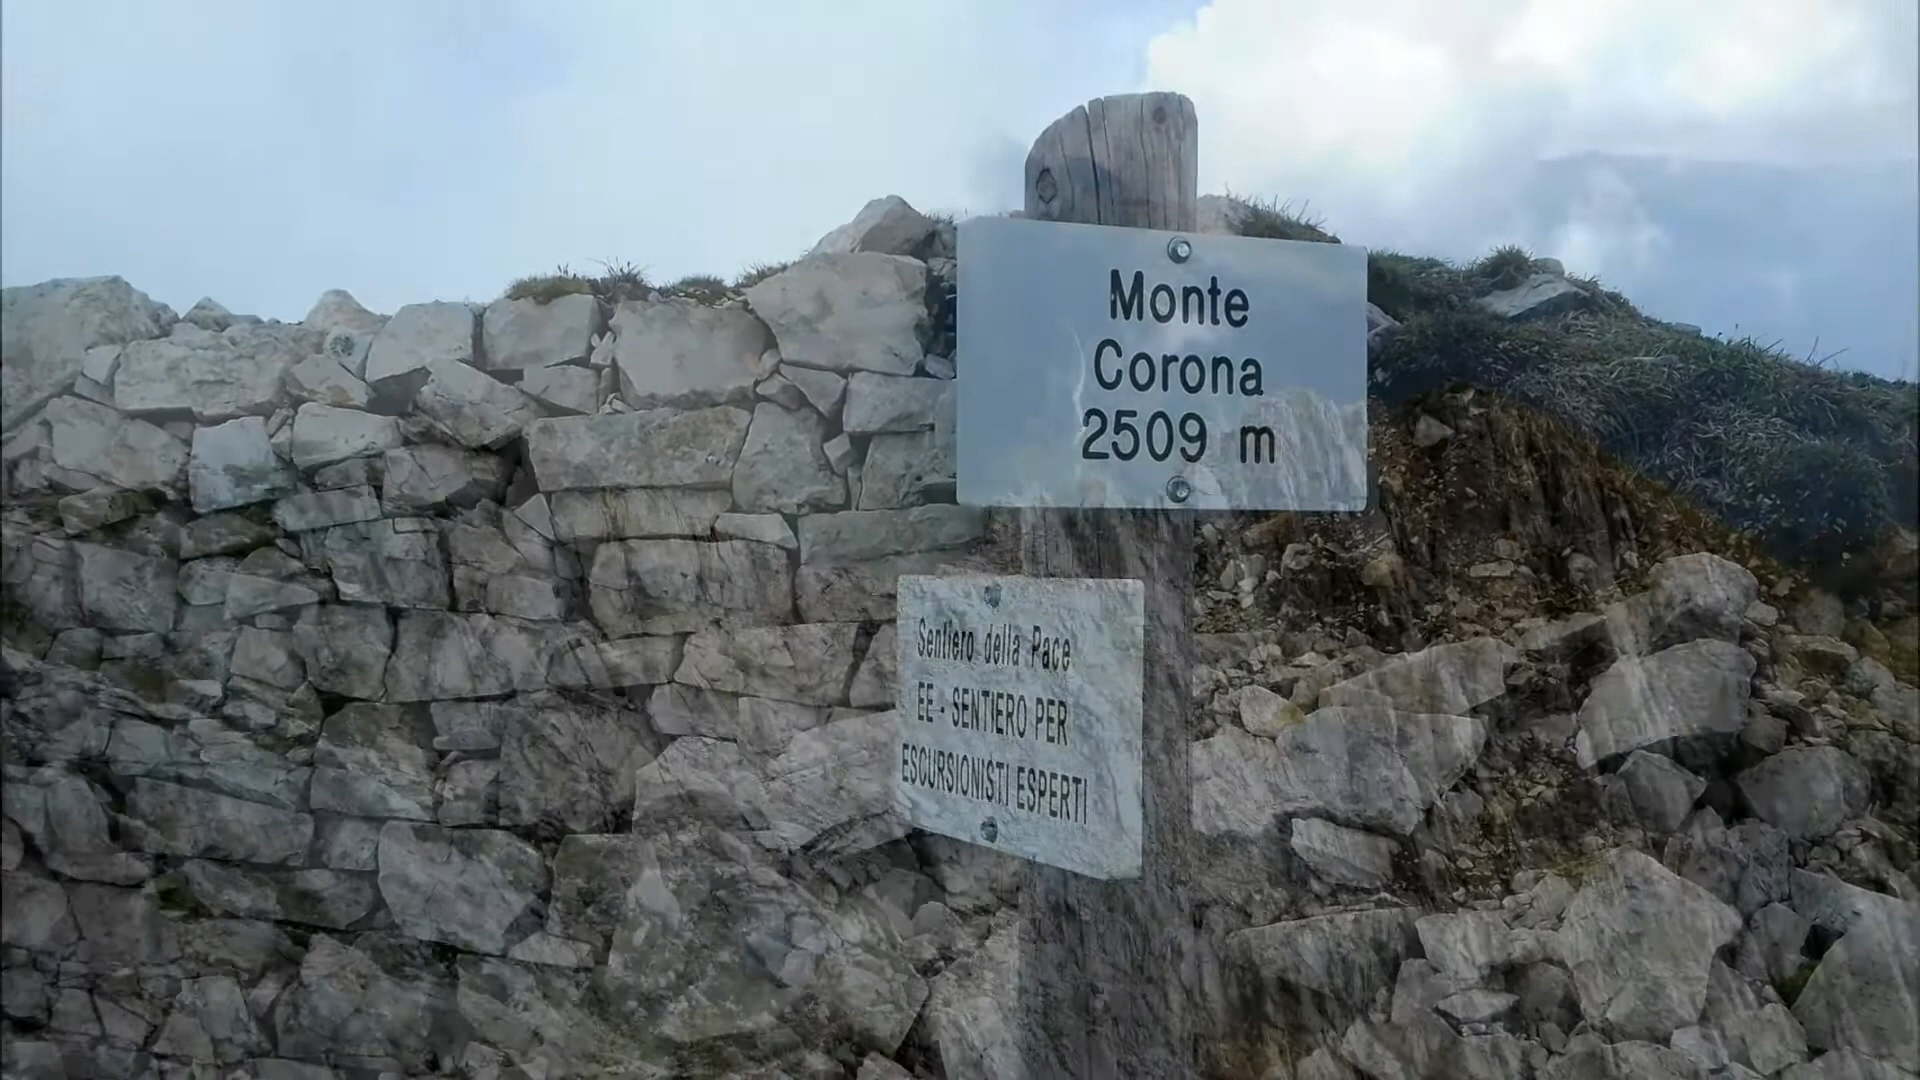 Monte
Corona
2509 m
Sentiero della Pace
EE - SENTIERO PER
ESCURSIONISTI ESPERTI